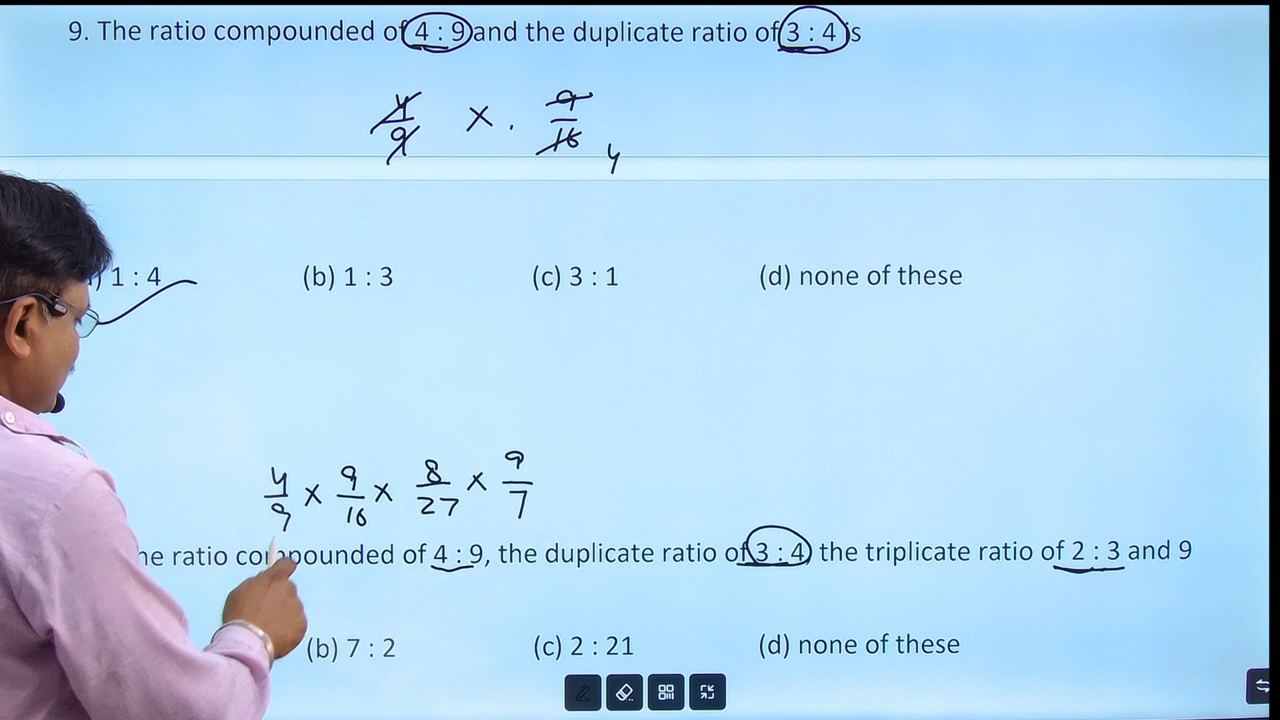 9. The ratio compounded of 4 : 9 and the duplicate ratio of 3 : 4 is
4/9 × . 9/16 4
) 1 : 4 (b) 1 : 3 (c) 3 : 1 (d) none of these
4/9 × 9/16 × 8/27 × 9/7
he ratio compounded of 4 : 9, the duplicate ratio of 3 : 4, the triplicate ratio of 2 : 3 and 9
(b) 7 : 2 (c) 2 : 21 (d) none of these